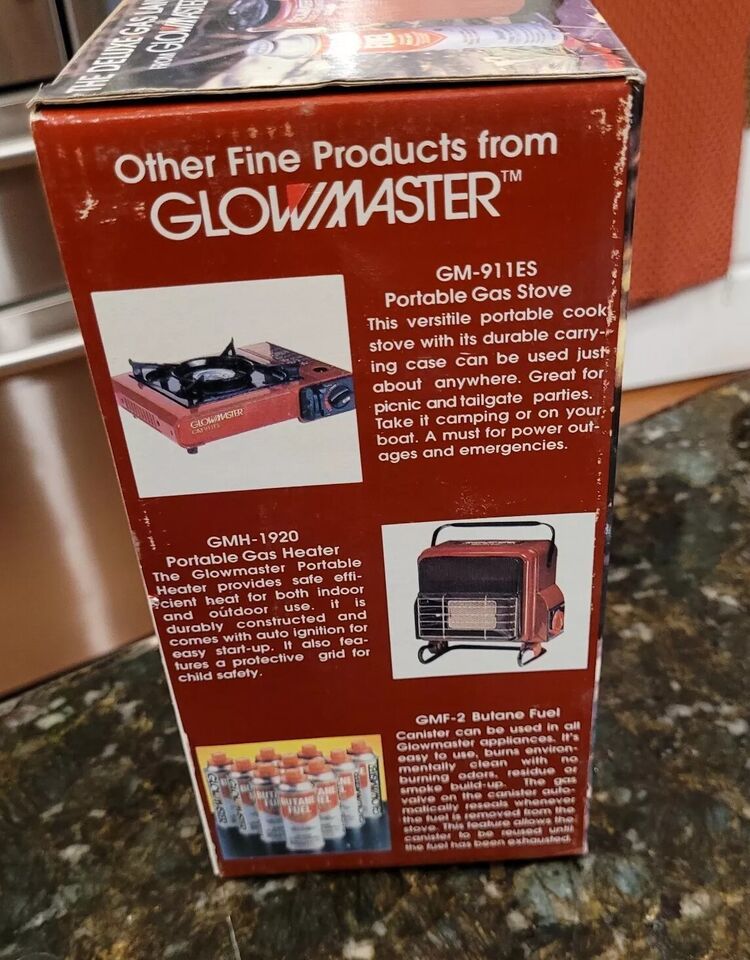 THE DELUXE GAS
FROM GLOWMASTER
FUEL
Other Fine Products from
GLOWMASTER™
GM-911ES
Portable Gas Stove
This versitile portable cook
stove with its durable carry-
ing case can be used just
about anywhere. Great for
picnic and tailgate parties.
Take it camping or on your
boat. A must for power out-
ages and emergencies.
GLOWMASTER
GM-911ES
GMH-1920
Portable Gas Heater
The Glowmaster Portable
Heater provides safe effi-
cient heat for both indoor
and outdoor use. it is
durably constructed and
comes with auto ignition for
easy start-up. It also fea-
tures a protective grid for
child safety.
GMF-2 Butane Fuel
Canister can be used in all
Glowmaster appliances. It's
easy to use, burns environ-
mentally clean with no
burning odors, residue or
smoke build-up. The gas
valve on the canister auto-
matically reseals whenever
the fuel is removed from the
stove. This feature allows the
canister to be reused until
the fuel has been exhausted.
GLOWMASTER
BUTANE
FUEL
GLOWMASTER